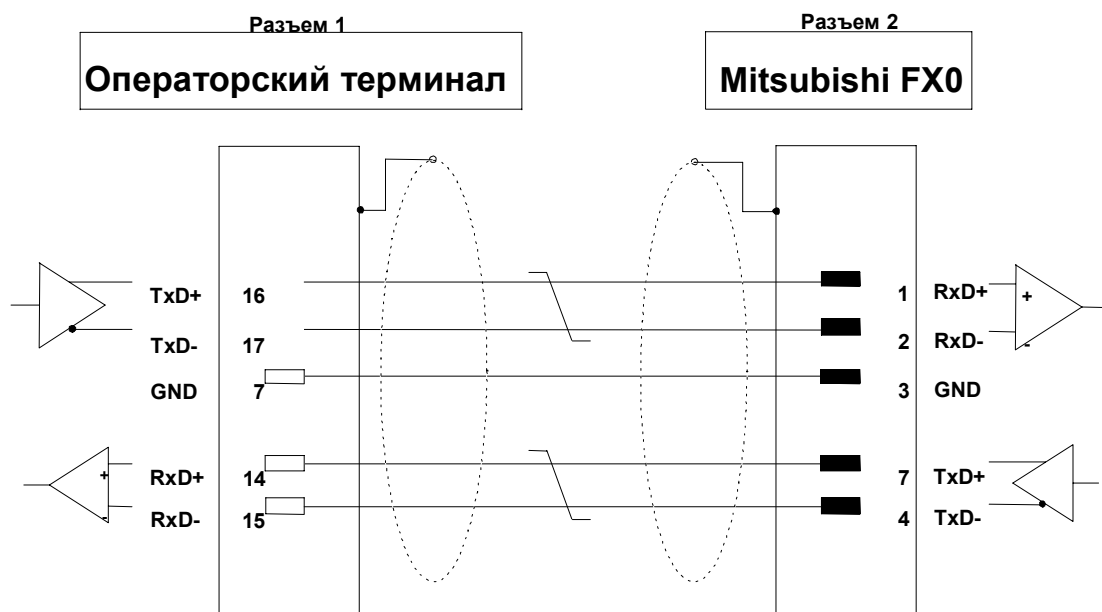 Разъем 1
Операторский терминал
Разъем 2
Mitsubishi FX0
TxD+ 16
TxD- 17
GND 7
RxD+ 14
RxD- 15
1 RxD+
2 RxD-
3 GND
7 TxD+
4 TxD-
+
-
+
-